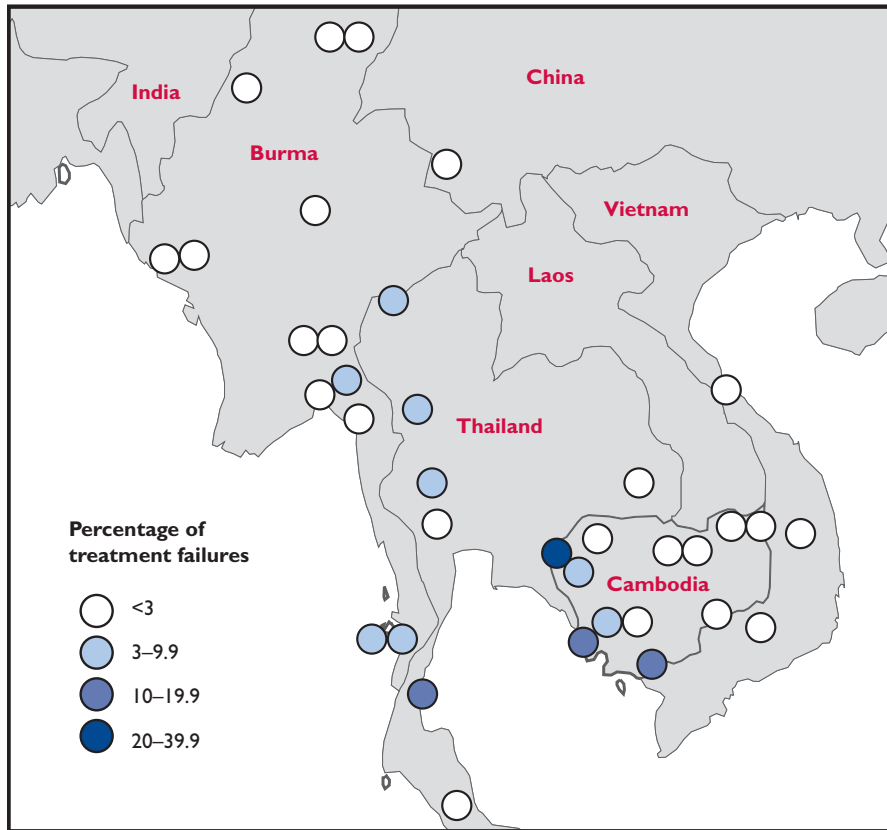 India
China
Burma
Vietnam
Laos
Thailand
Percentage of
treatment failures
<3
3–9.9
10–19.9
20–39.9
Cambodia